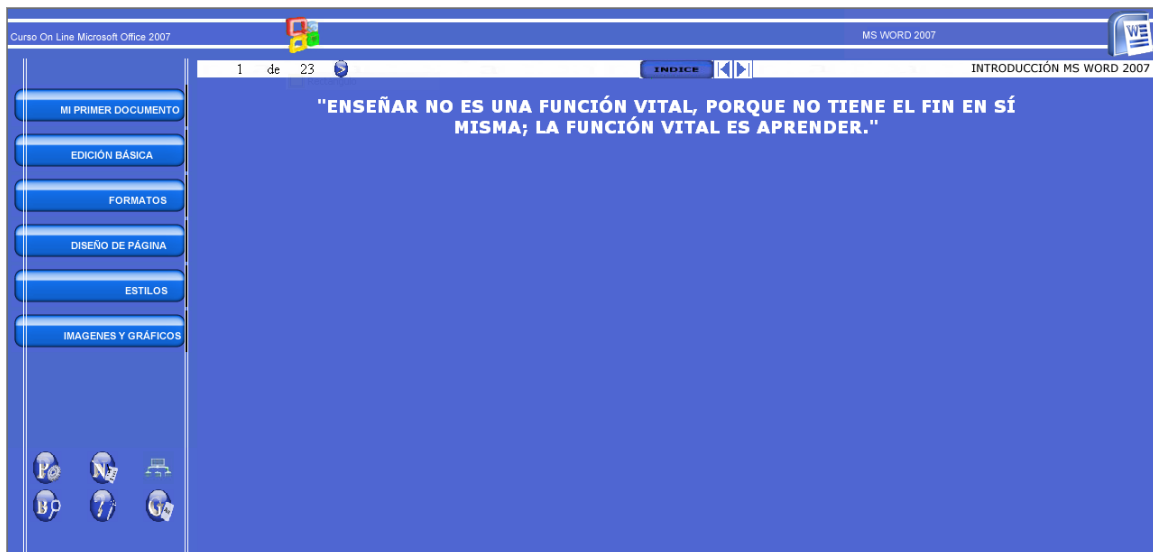 Curso On Line Microsoft Office 2007
MS WORD 2007
W
1 de 23
INDICE
INTRODUCCIÓN MS WORD 2007
MI PRIMER DOCUMENTO
EDICIÓN BÁSICA
FORMATOS
DISEÑO DE PÁGINA
ESTILOS
IMAGENES Y GRÁFICOS
"ENSEÑAR NO ES UNA FUNCIÓN VITAL, PORQUE NO TIENE EL FIN EN SÍ
MISMA; LA FUNCIÓN VITAL ES APRENDER."
P N
B G